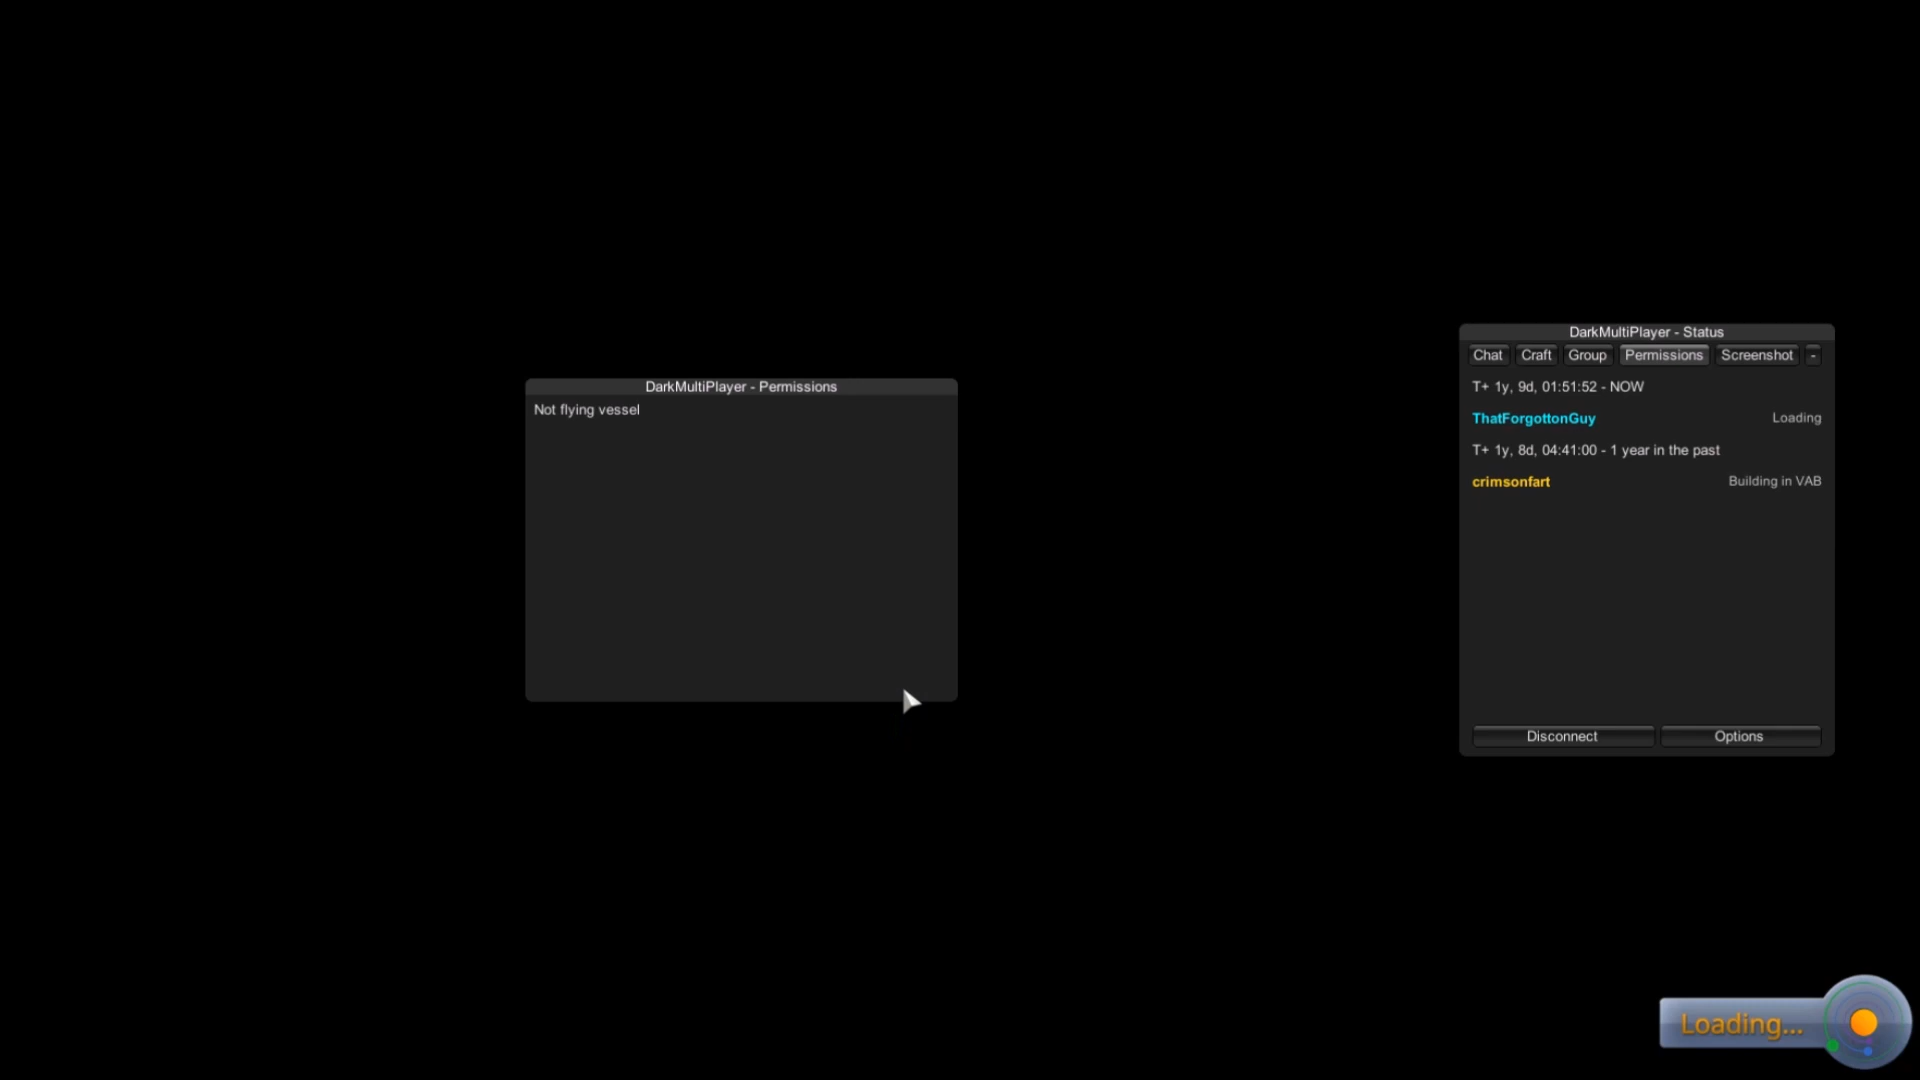 DarkMultiPlayer - Permissions
Not flying vessel
DarkMultiPlayer - Status
Chat Craft Group Permissions Screenshot -
T+ 1y, 9d, 01:51:52 - NOW
ThatForgottonGuy Loading
T+ 1y, 8d, 04:41:00 - 1 year in the past
crimsonfart Building in VAB
Disconnect Options
Loading...